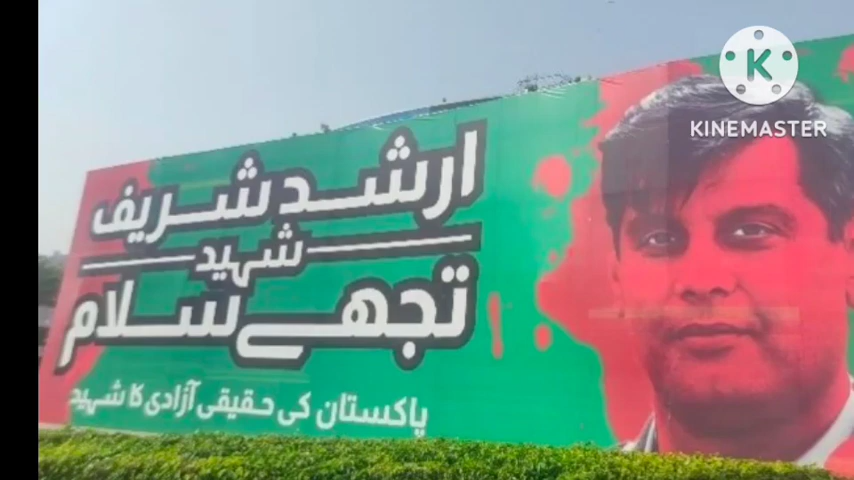 KINEMASTER
ارشد شریف
شہید
تجھے سلام
پاکستان کی حقیقی آزادی کا شہید